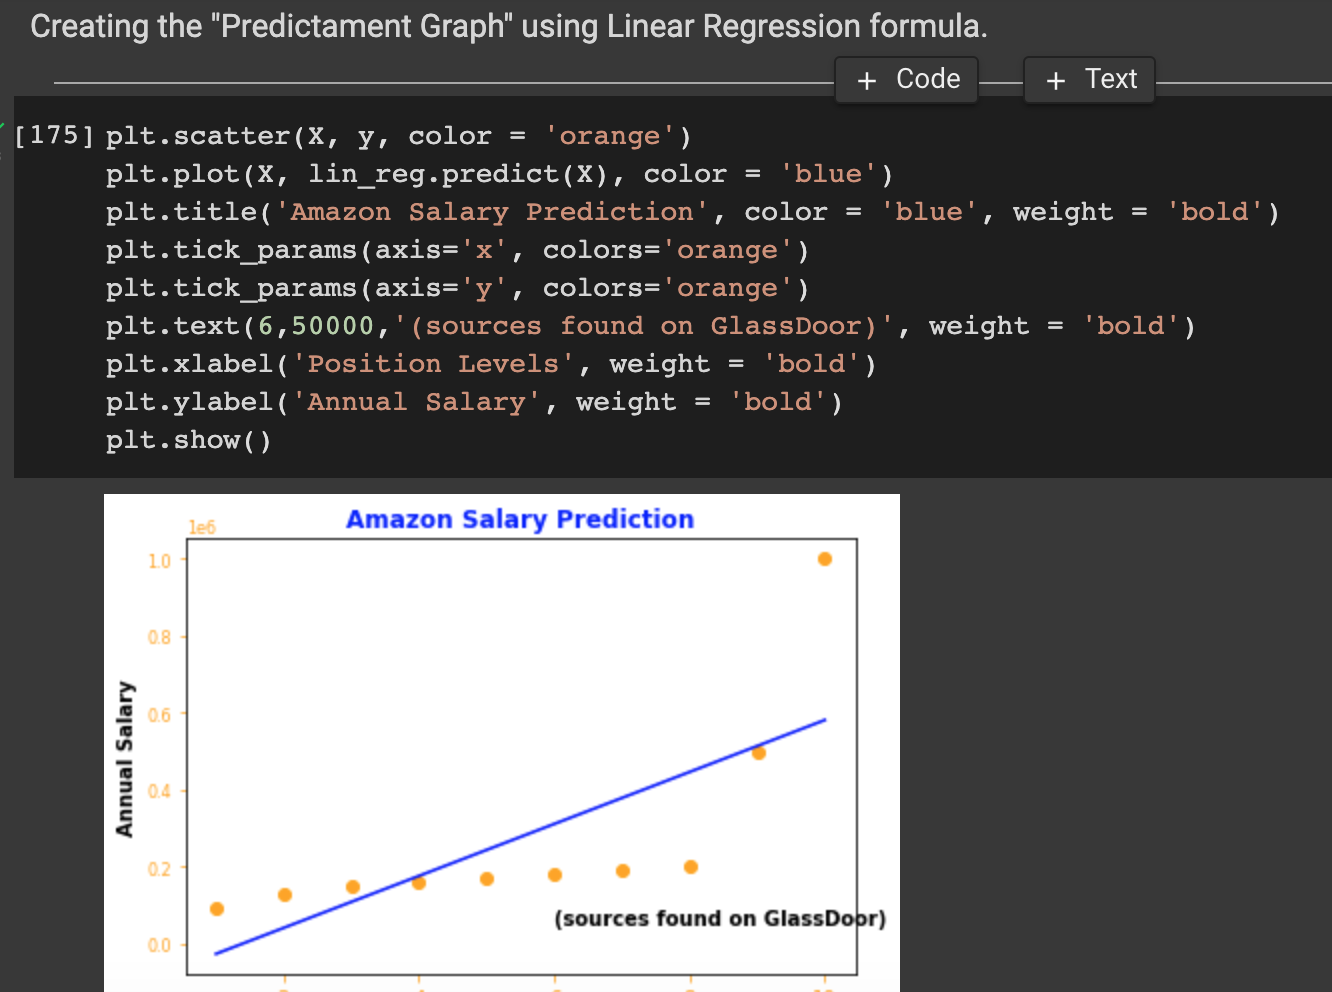 Creating the "Predictament Graph" using Linear Regression formula.
+ Code + Text
[175] plt.scatter(X, y, color = 'orange')
plt.plot(X, lin_reg.predict(X), color = 'blue')
plt.title('Amazon Salary Prediction', color = 'blue', weight = 'bold')
plt.tick_params(axis='x', colors='orange')
plt.tick_params(axis='y', colors='orange')
plt.text(6,50000,'(sources found on GlassDoor)', weight = 'bold')
plt.xlabel('Position Levels', weight = 'bold')
plt.ylabel('Annual Salary', weight = 'bold')
plt.show()
Amazon Salary Prediction
1e6
1.0
0.8
0.6
0.4
0.2
0.0
Annual Salary
(sources found on GlassDoor)